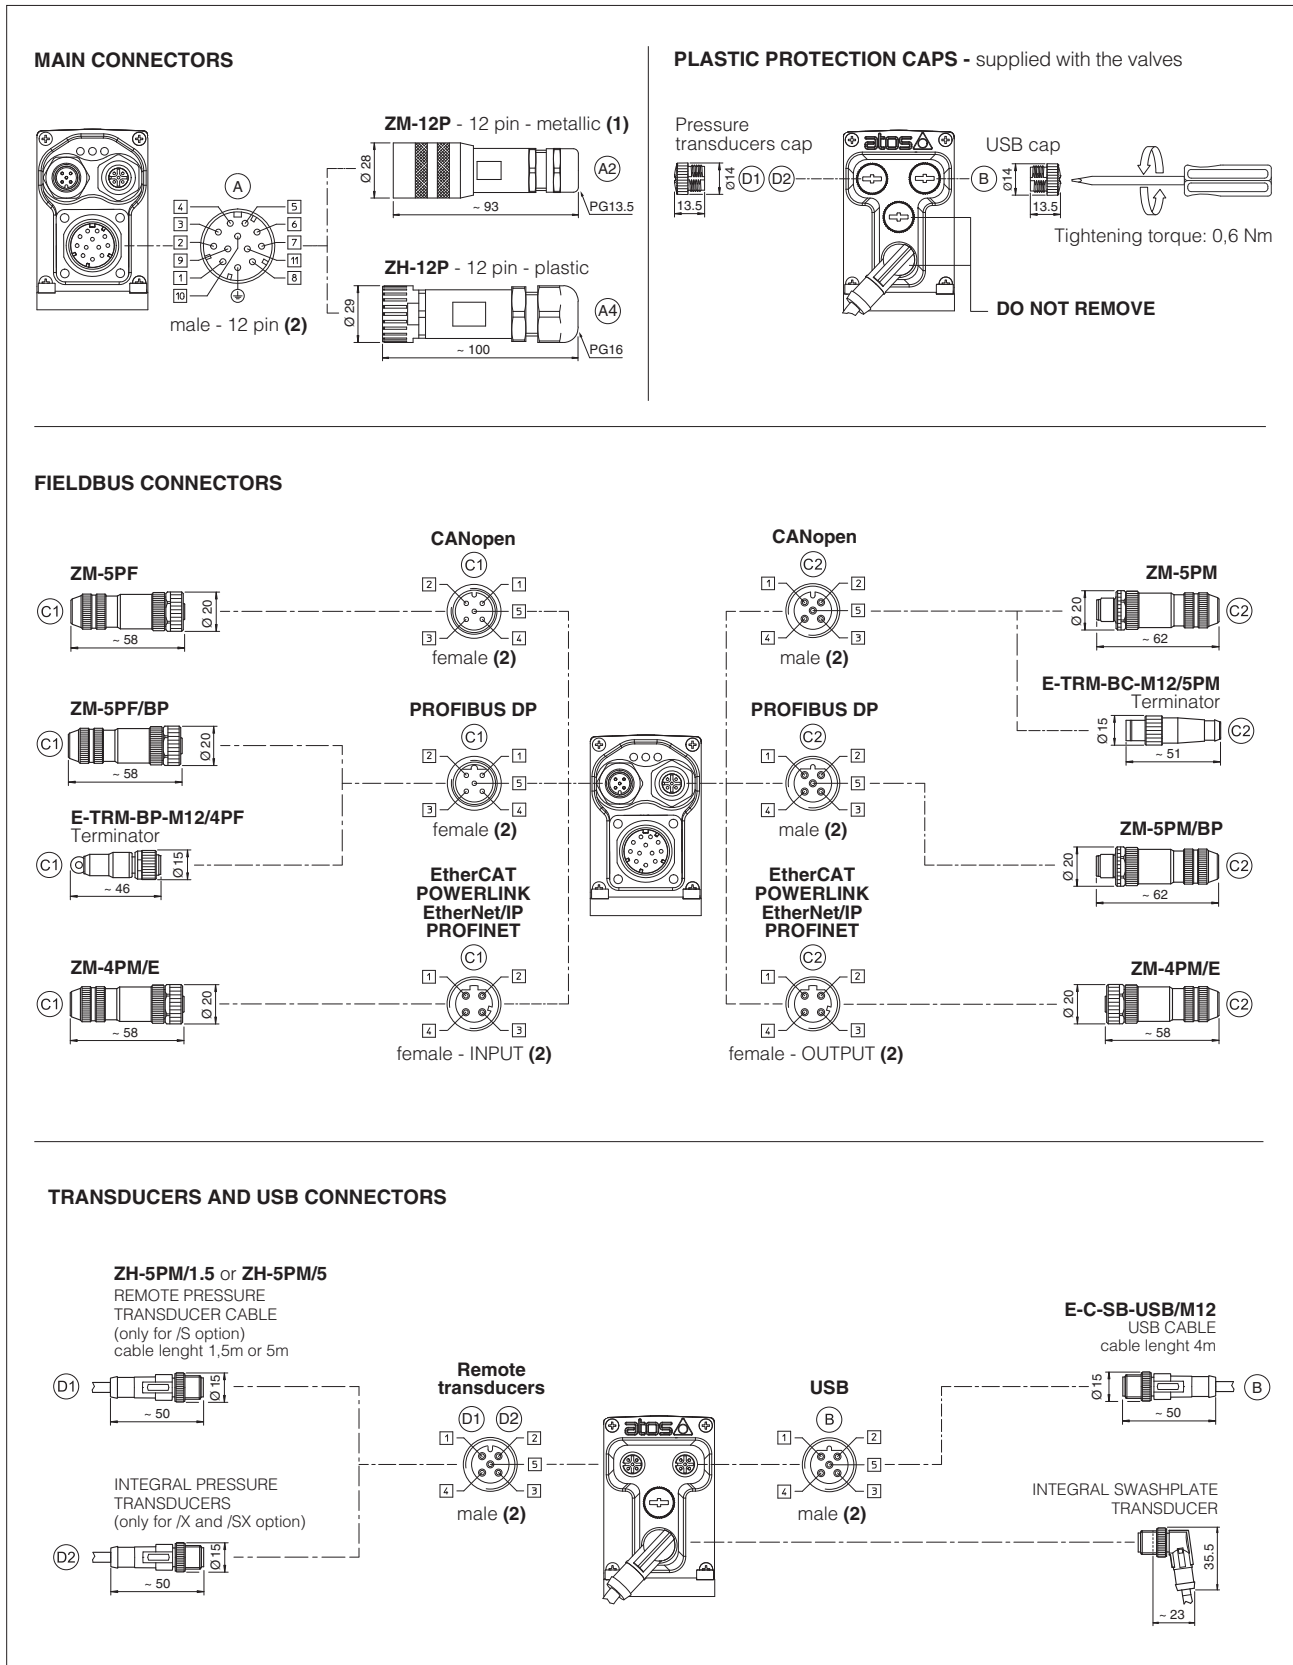 MAIN CONNECTORS
ZM-12P - 12 pin - metallic (1)
Ø 28
A2
~ 93
PG13.5
A
4
5
3
6
2
7
9
11
1
8
10
male - 12 pin (2)
ZH-12P - 12 pin - plastic
Ø 29
A4
~ 100
PG16
PLASTIC PROTECTION CAPS - supplied with the valves
Pressure
transducers cap
Ø14
D1 D2
13.5
atos
USB cap
B
Ø14
13.5
Tightening torque: 0,6 Nm
DO NOT REMOVE
FIELDBUS CONNECTORS
ZM-5PF
C1
Ø 20
~ 58
CANopen
C1
2
1
5
3
4
female (2)
CANopen
C2
1
2
5
4
3
male (2)
ZM-5PM
Ø 20
C2
~ 62
E-TRM-BC-M12/5PM
Terminator
Ø 15
C2
~ 51
ZM-5PF/BP
C1
Ø 20
~ 58
E-TRM-BP-M12/4PF
Terminator
C1
Ø 15
~ 46
PROFIBUS DP
C1
2
1
5
3
4
female (2)
PROFIBUS DP
C2
1
2
5
4
3
male (2)
ZM-5PM/BP
Ø 20
C2
~ 62
ZM-4PM/E
C1
Ø 20
~ 58
EtherCAT
POWERLINK
EtherNet/IP
PROFINET
C1
1
2
4
3
female - INPUT (2)
EtherCAT
POWERLINK
EtherNet/IP
PROFINET
C2
1
2
4
3
female - OUTPUT (2)
ZM-4PM/E
Ø 20
C2
~ 58
TRANSDUCERS AND USB CONNECTORS
ZH-5PM/1.5 or ZH-5PM/5
REMOTE PRESSURE
TRANSDUCER CABLE
(only for /S option)
cable lenght 1,5m or 5m
D1
Ø 15
~ 50
INTEGRAL PRESSURE
TRANSDUCERS
(only for /X and /SX option)
D2
Ø 15
~ 50
Remote
transducers
D1 D2
1
2
5
4
3
male (2)
atos
USB
B
1
2
5
4
3
male (2)
E-C-SB-USB/M12
USB CABLE
cable lenght 4m
Ø 15
B
~ 50
INTEGRAL SWASHPLATE
TRANSDUCER
35.5
~ 23